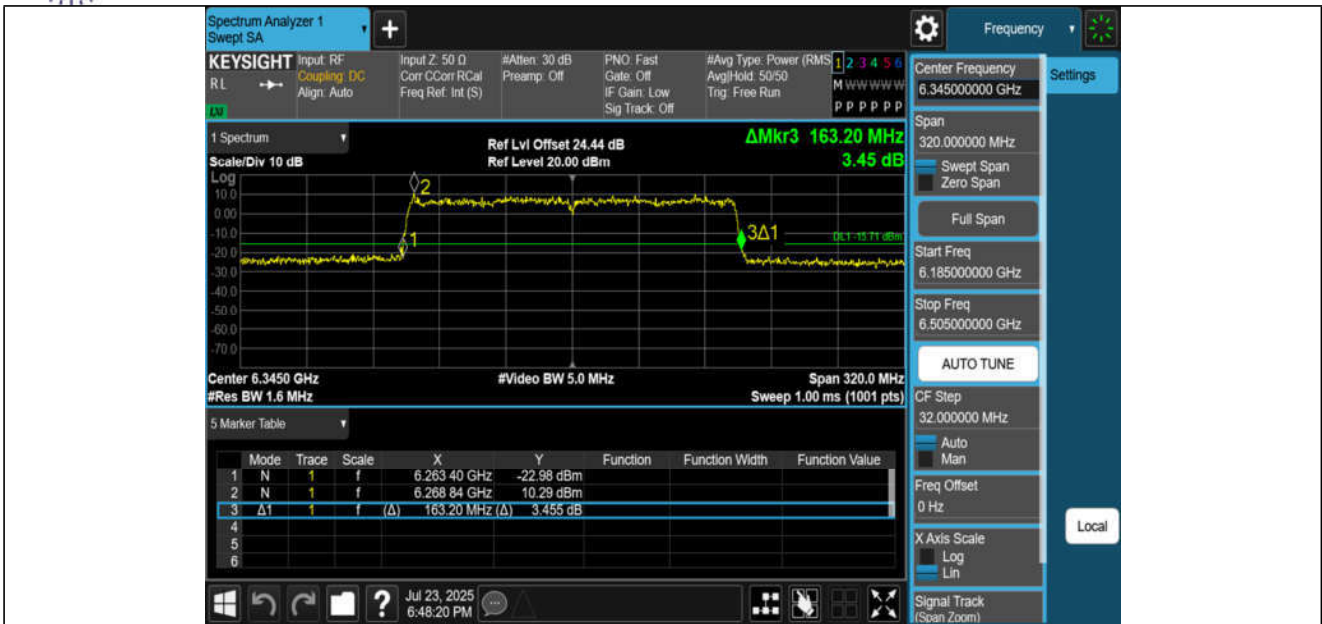 Spectrum Analyzer 1
Swept SA
+
Frequency
KEYSIGHT
RL
LV
Input: RF
Coupling: DC
Align: Auto
Input Z: 50 Ω
Corr CCorr RCal
Freq Ref: Int (S)
#Atten: 30 dB
Preamp: Off
PNO: Fast
Gate: Off
IF Gain: Low
Sig Track: Off
#Avg Type: Power (RMS
Avg|Hold: 50/50
Trig: Free Run
1 2 3 4 5 6
M W W W W W
P P P P P P
1 Spectrum
Scale/Div 10 dB
Ref Lvl Offset 24.44 dB
Ref Level 20.00 dBm
ΔMkr3 163.20 MHz
3.45 dB
Log
10.0
0.00
-10.0
-20.0
-30.0
-40.0
-50.0
-60.0
-70.0
2
1
3Δ1
DL1 -15.71 dBm
Center 6.3450 GHz
#Video BW 5.0 MHz
Span 320.0 MHz
#Res BW 1.6 MHz
Sweep 1.00 ms (1001 pts)
5 Marker Table
Mode Trace Scale X Y Function Function Width Function Value
1 N 1 f 6.263 40 GHz -22.98 dBm
2 N 1 f 6.268 84 GHz 10.29 dBm
3 Δ1 1 f (Δ) 163.20 MHz (Δ) 3.455 dB
4
5
6
?
Jul 23, 2025
6:48:20 PM
Center Frequency
6.345000000 GHz
Span
320.000000 MHz
Swept Span
Zero Span
Full Span
Start Freq
6.185000000 GHz
Stop Freq
6.505000000 GHz
AUTO TUNE
CF Step
32.000000 MHz
Auto
Man
Freq Offset
0 Hz
X Axis Scale
Log
Lin
Signal Track
(Span Zoom)
Settings
Local